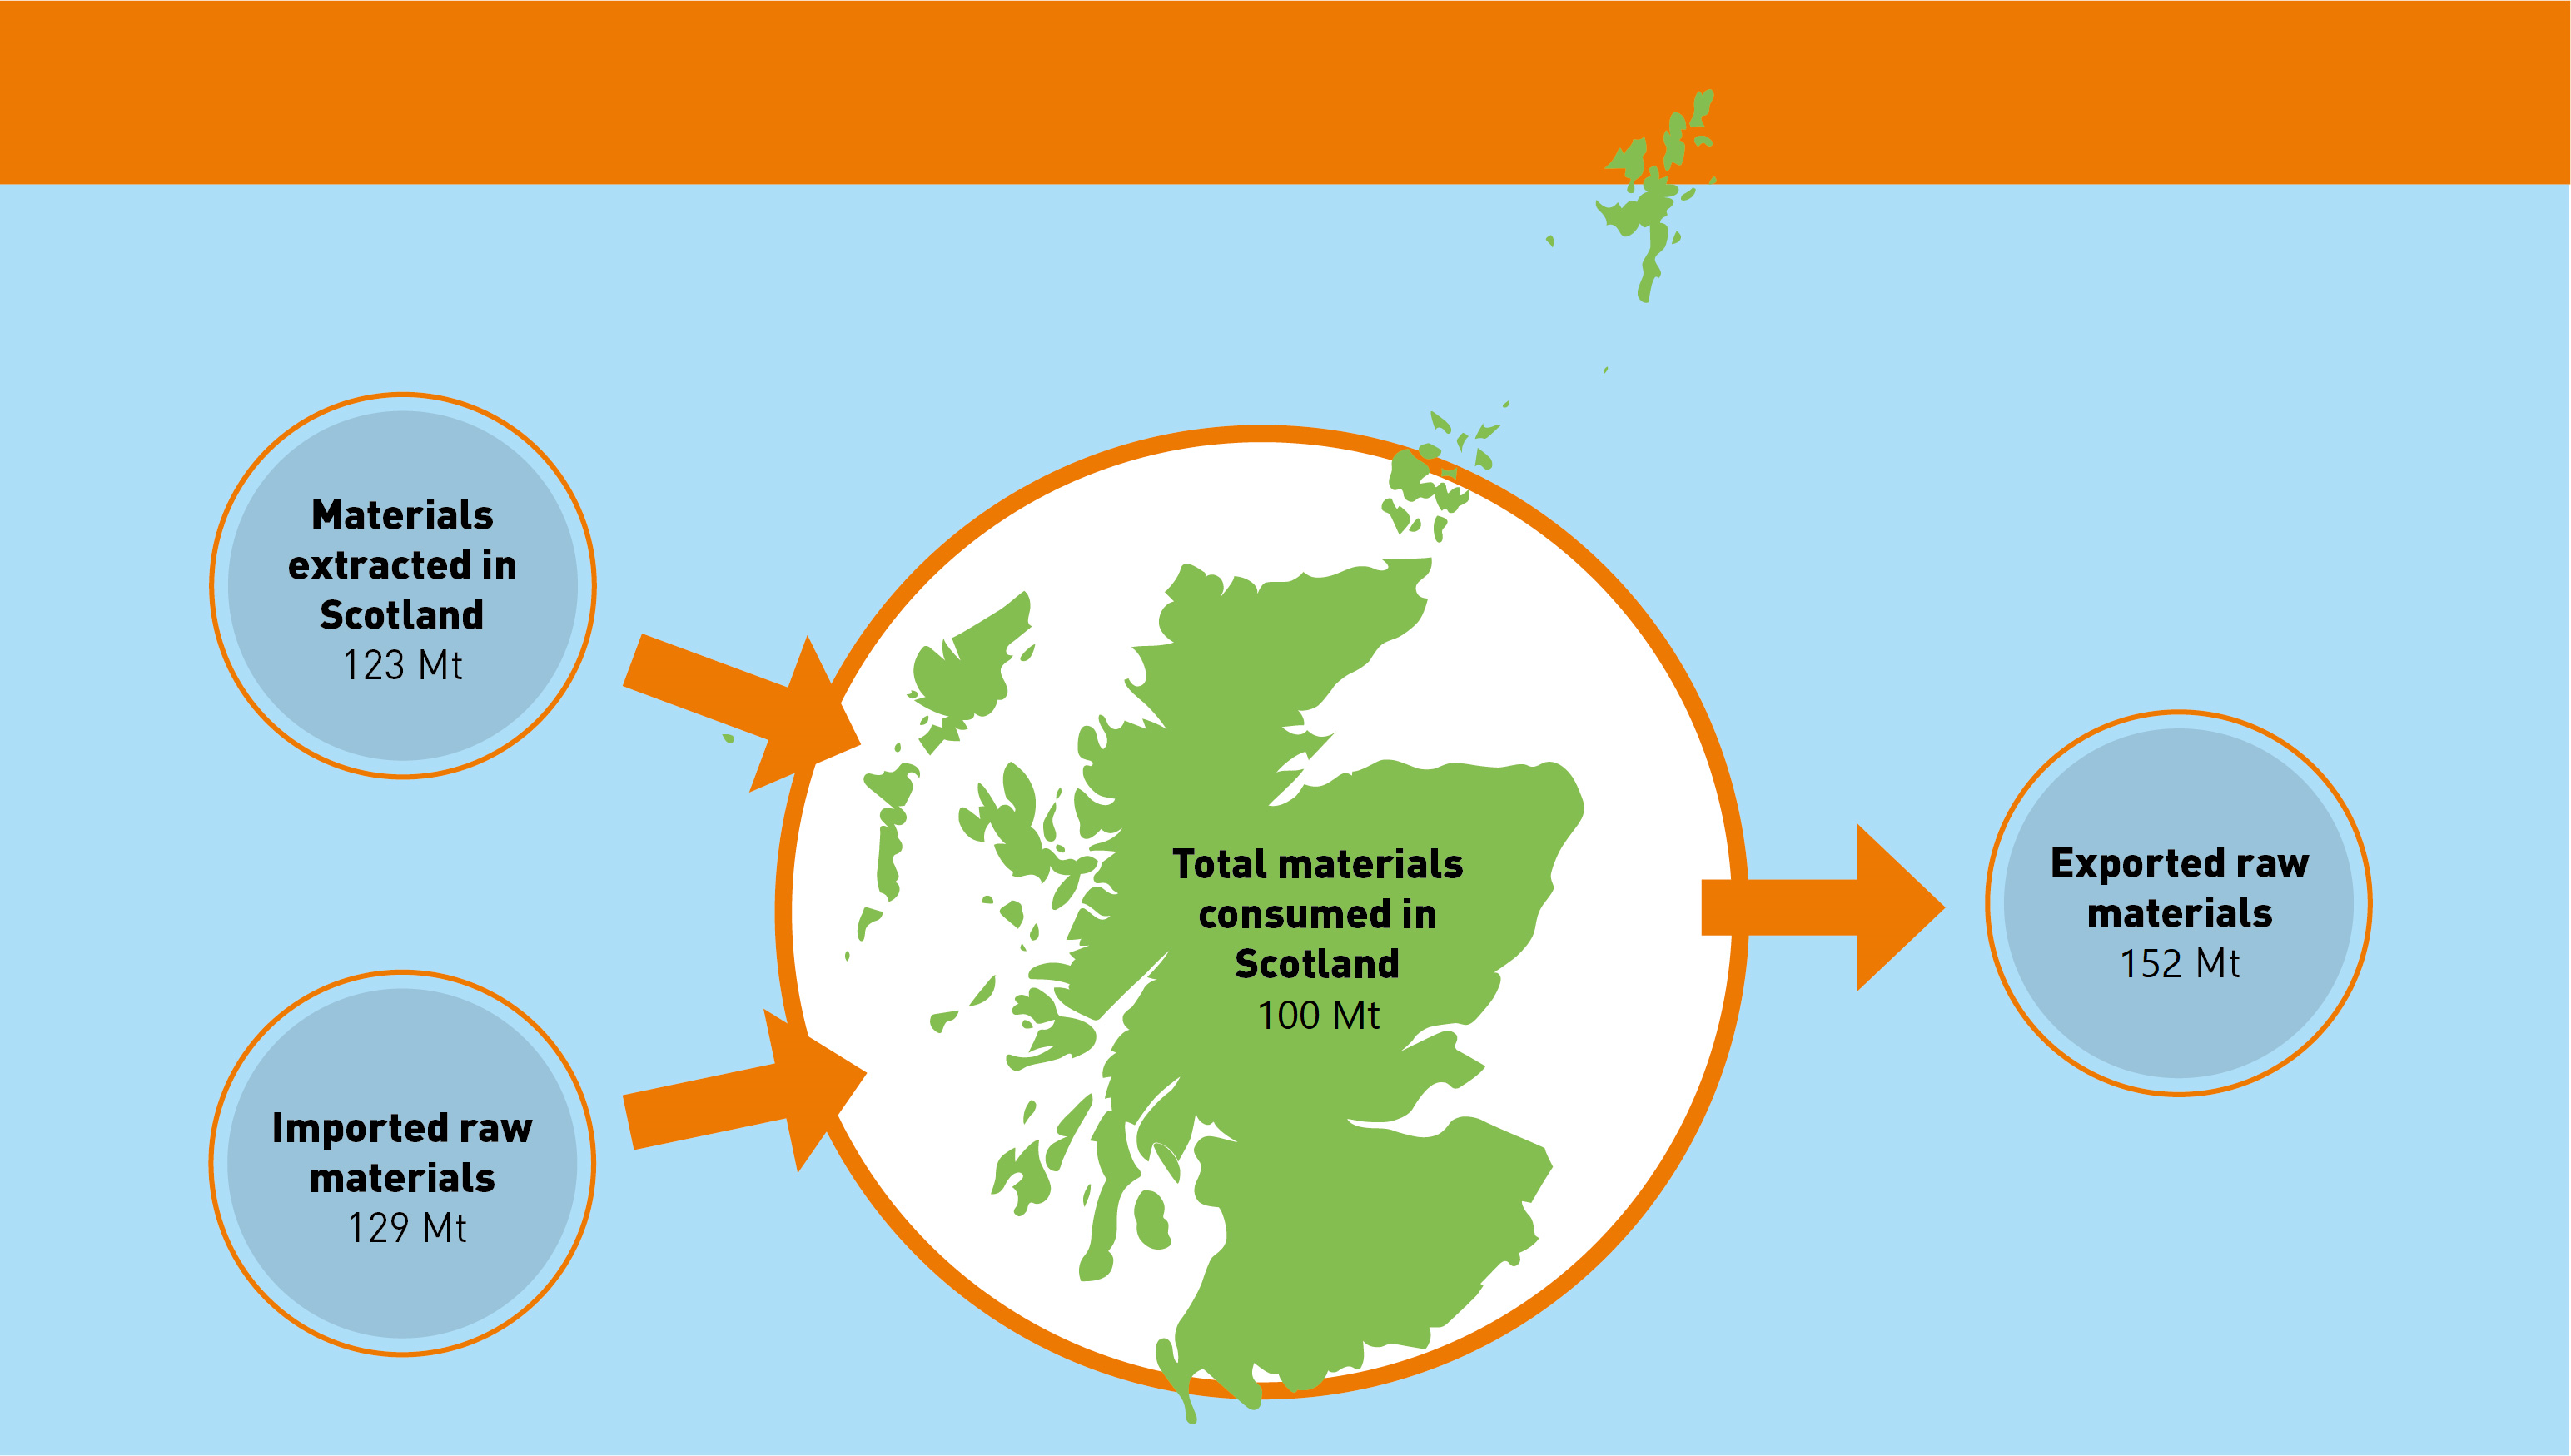 Materials
extracted in
Scotland
123 Mt
Imported raw
materials
129 Mt
Total materials
consumed in
Scotland
100 Mt
Exported raw
materials
152 Mt